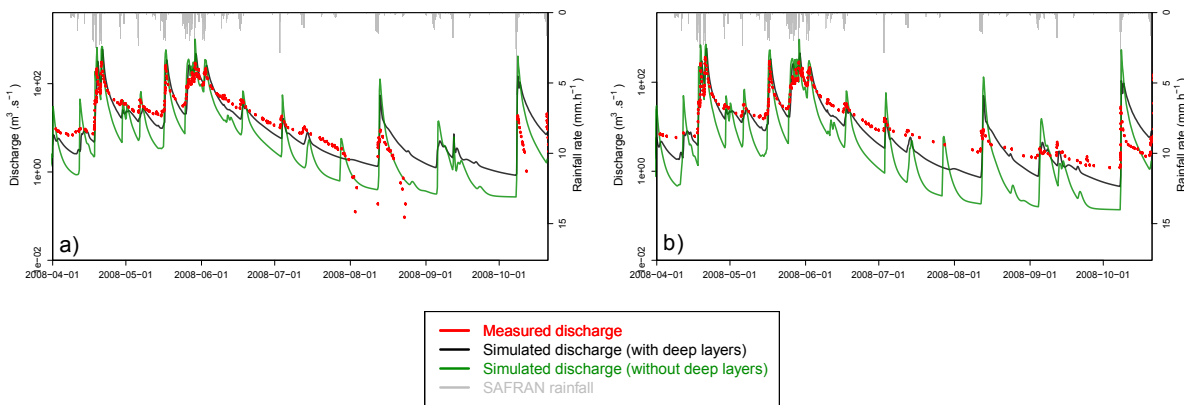 0
5
10
15
Rainfall rate (mm.h⁻¹)
1e+02
1e+00
1e−02
Discharge (m³ .s⁻¹)
a)
2008−04−01 2008−05−01 2008−06−01 2008−07−01 2008−08−01 2008−09−01 2008−10−01
0
5
10
15
Rainfall rate (mm.h⁻¹)
1e+02
1e+00
1e−02
Discharge (m³ .s⁻¹)
b)
2008−04−01 2008−05−01 2008−06−01 2008−07−01 2008−08−01 2008−09−01 2008−10−01
Measured discharge
Simulated discharge (with deep layers)
Simulated discharge (without deep layers)
SAFRAN rainfall